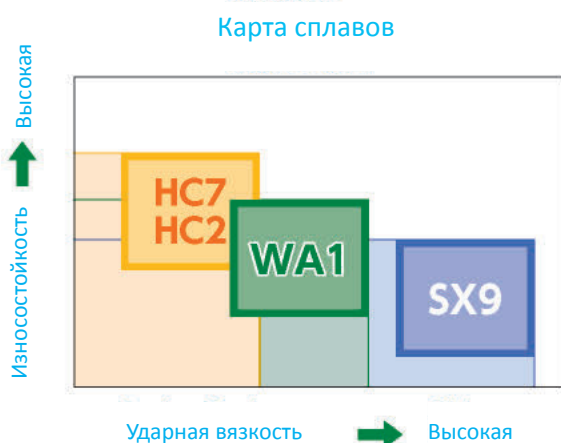 Карта сплавов
Высокая
Износостойкость
HC7
HC2
WA1
SX9
Ударная вязкость
Высокая